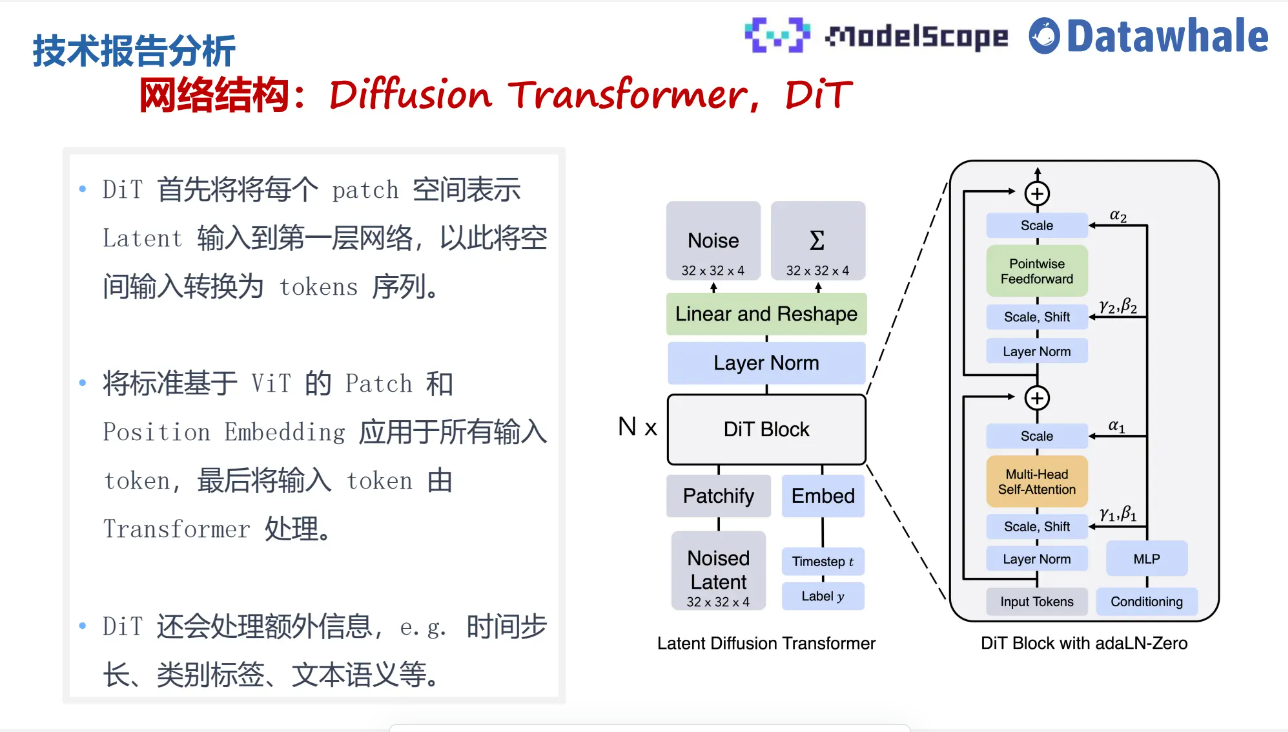 技术报告分析
ModelScope
Datawhale
网络结构：Diffusion Transformer，DiT
• DiT 首先将将每个 patch 空间表示
Latent 输入到第一层网络，以此将空
间输入转换为 tokens 序列。
• 将标准基于 ViT 的 Patch 和
Position Embedding 应用于所有输入
token，最后将输入 token 由
Transformer 处理。
• DiT 还会处理额外信息，e.g. 时间步
长、类别标签、文本语义等。
Noise
32 x 32 x 4
Σ
32 x 32 x 4
Linear and Reshape
Layer Norm
N x
DiT Block
Patchify
Embed
Noised
Latent
32 x 32 x 4
Timestep t
Label y
Latent Diffusion Transformer
+
Scale
α₂
Pointwise
Feedforward
Scale, Shift
γ₂,β₂
Layer Norm
+
Scale
α₁
Multi-Head
Self-Attention
Scale, Shift
γ₁,β₁
Layer Norm
MLP
Input Tokens
Conditioning
DiT Block with adaLN-Zero